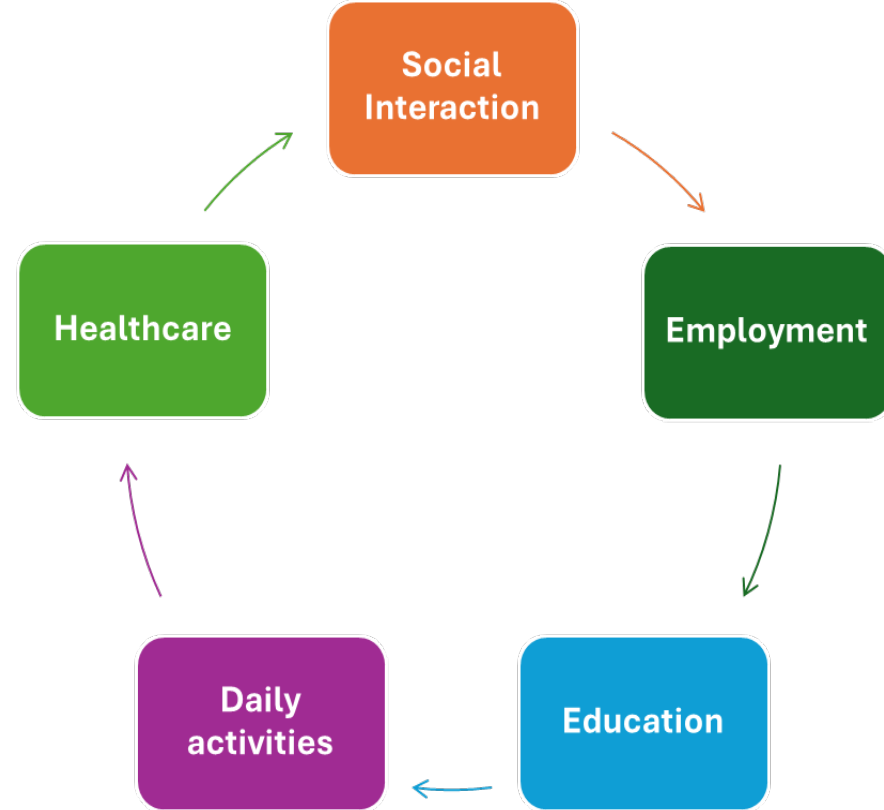 Social
Interaction
Employment
Education
Daily
activities
Healthcare